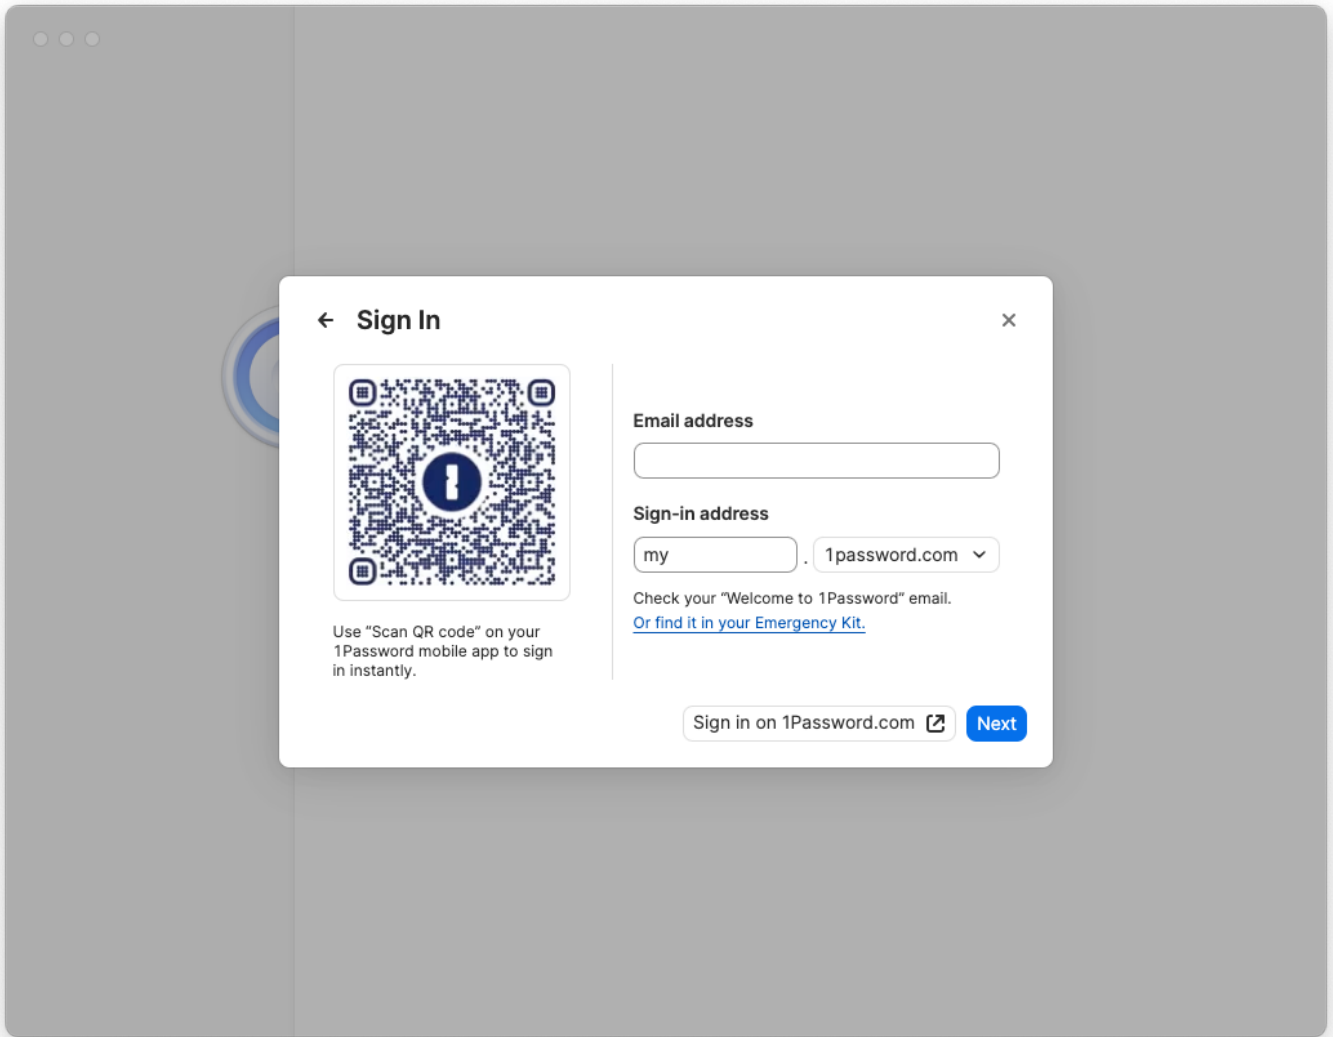 Sign In
Use “Scan QR code” on your
1Password mobile app to sign
in instantly.
Email address
Sign-in address
my . 1password.com
Check your “Welcome to 1Password” email.
Or find it in your Emergency Kit.
Sign in on 1Password.com
Next